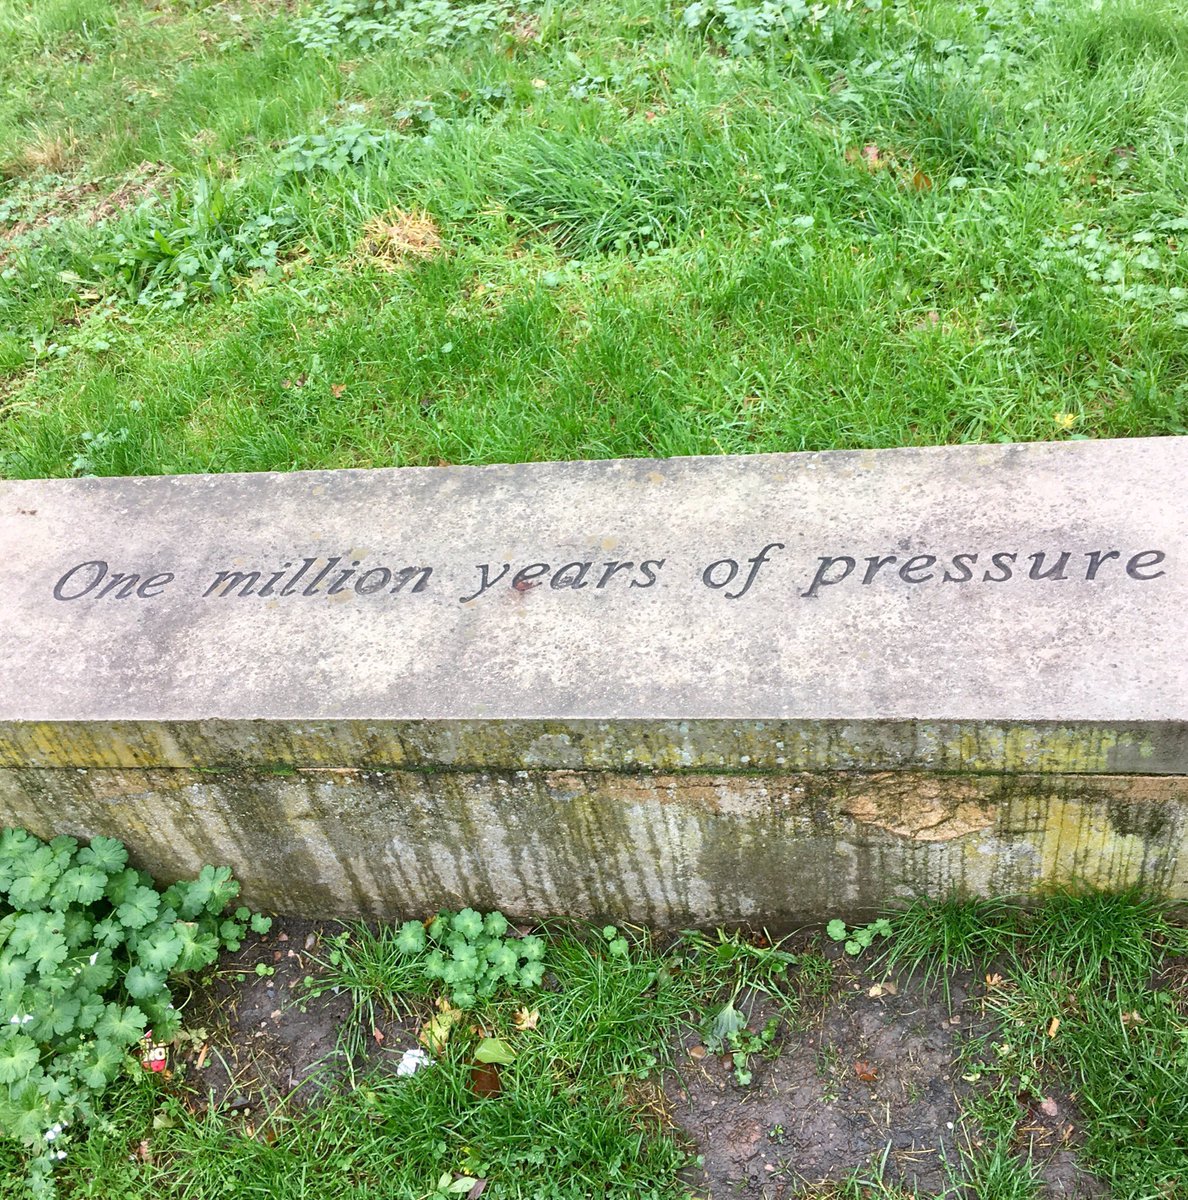 One million years of pressure